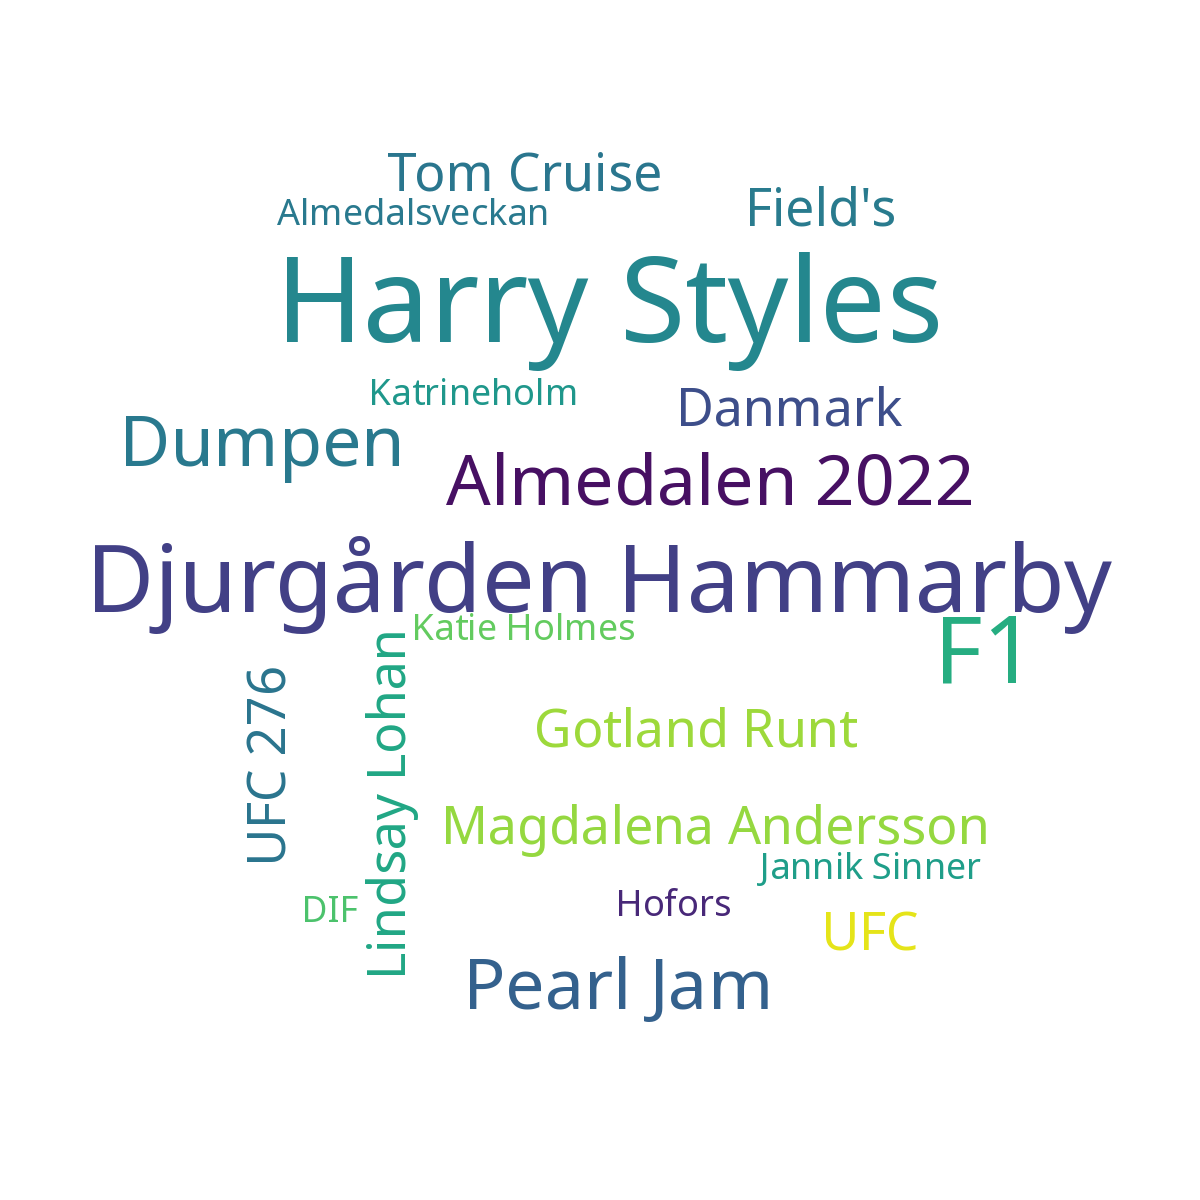 Tom Cruise
Almedalsveckan
Field's
Harry Styles
Katrineholm
Danmark
Dumpen
Almedalen 2022
Djurgården Hammarby
Katie Holmes
F1
UFC 276
Lindsay Lohan
Gotland Runt
Magdalena Andersson
Jannik Sinner
DIF
Hofors
UFC
Pearl Jam